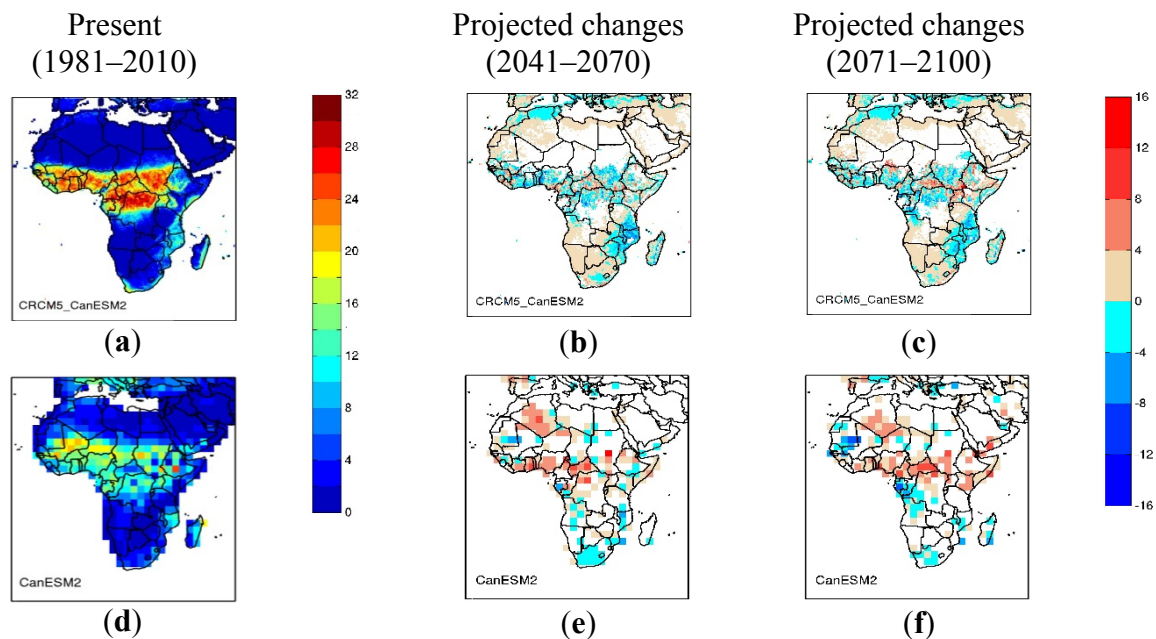 Present
(1981–2010)
Projected changes
(2041–2070)
Projected changes
(2071–2100)
CRCM5_CanESM2
32
28
24
20
16
12
8
4
0
CRCM5_CanESM2
CRCM5_CanESM2
16
12
8
4
0
-4
-8
-12
-16
(a)
(b)
(c)
CanESM2
CanESM2
CanESM2
(d)
(e)
(f)